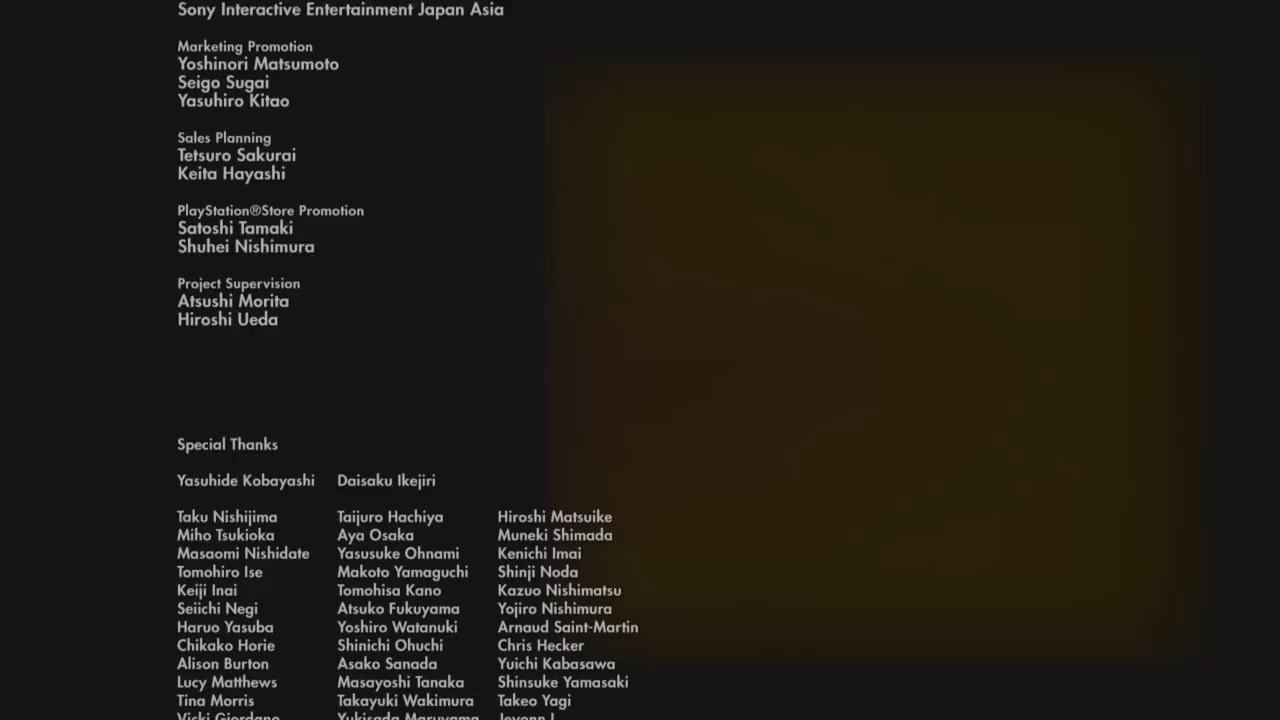 Sony Interactive Entertainment Japan Asia
Marketing Promotion
Yoshinori Matsumoto
Seigo Sugai
Yasuhiro Kitao
Sales Planning
Tetsuro Sakurai
Keita Hayashi
PlayStation®Store Promotion
Satoshi Tamaki
Shuhei Nishimura
Project Supervision
Atsushi Morita
Hiroshi Ueda
Special Thanks
Yasuhide Kobayashi Daisaku Ikejiri
Taku Nishijima Taijuro Hachiya Hiroshi Matsuike
Miho Tsukioka Aya Osaka Muneki Shimada
Masaomi Nishidate Yasusuke Ohnami Kenichi Imai
Tomohiro Ise Makoto Yamaguchi Shinji Noda
Keiji Inai Tomohisa Kano Kazuo Nishimatsu
Seiichi Negi Atsuko Fukuyama Yojiro Nishimura
Haruo Yasuba Yoshiro Watanuki Arnaud Saint-Martin
Chikako Horie Shinichi Ohuchi Chris Hecker
Alison Burton Asako Sanada Yuichi Kabasawa
Lucy Matthews Masayoshi Tanaka Shinsuke Yamasaki
Tina Morris Takayuki Wakimura Takeo Yagi
Vicki Giordano Yukisada Maruyama